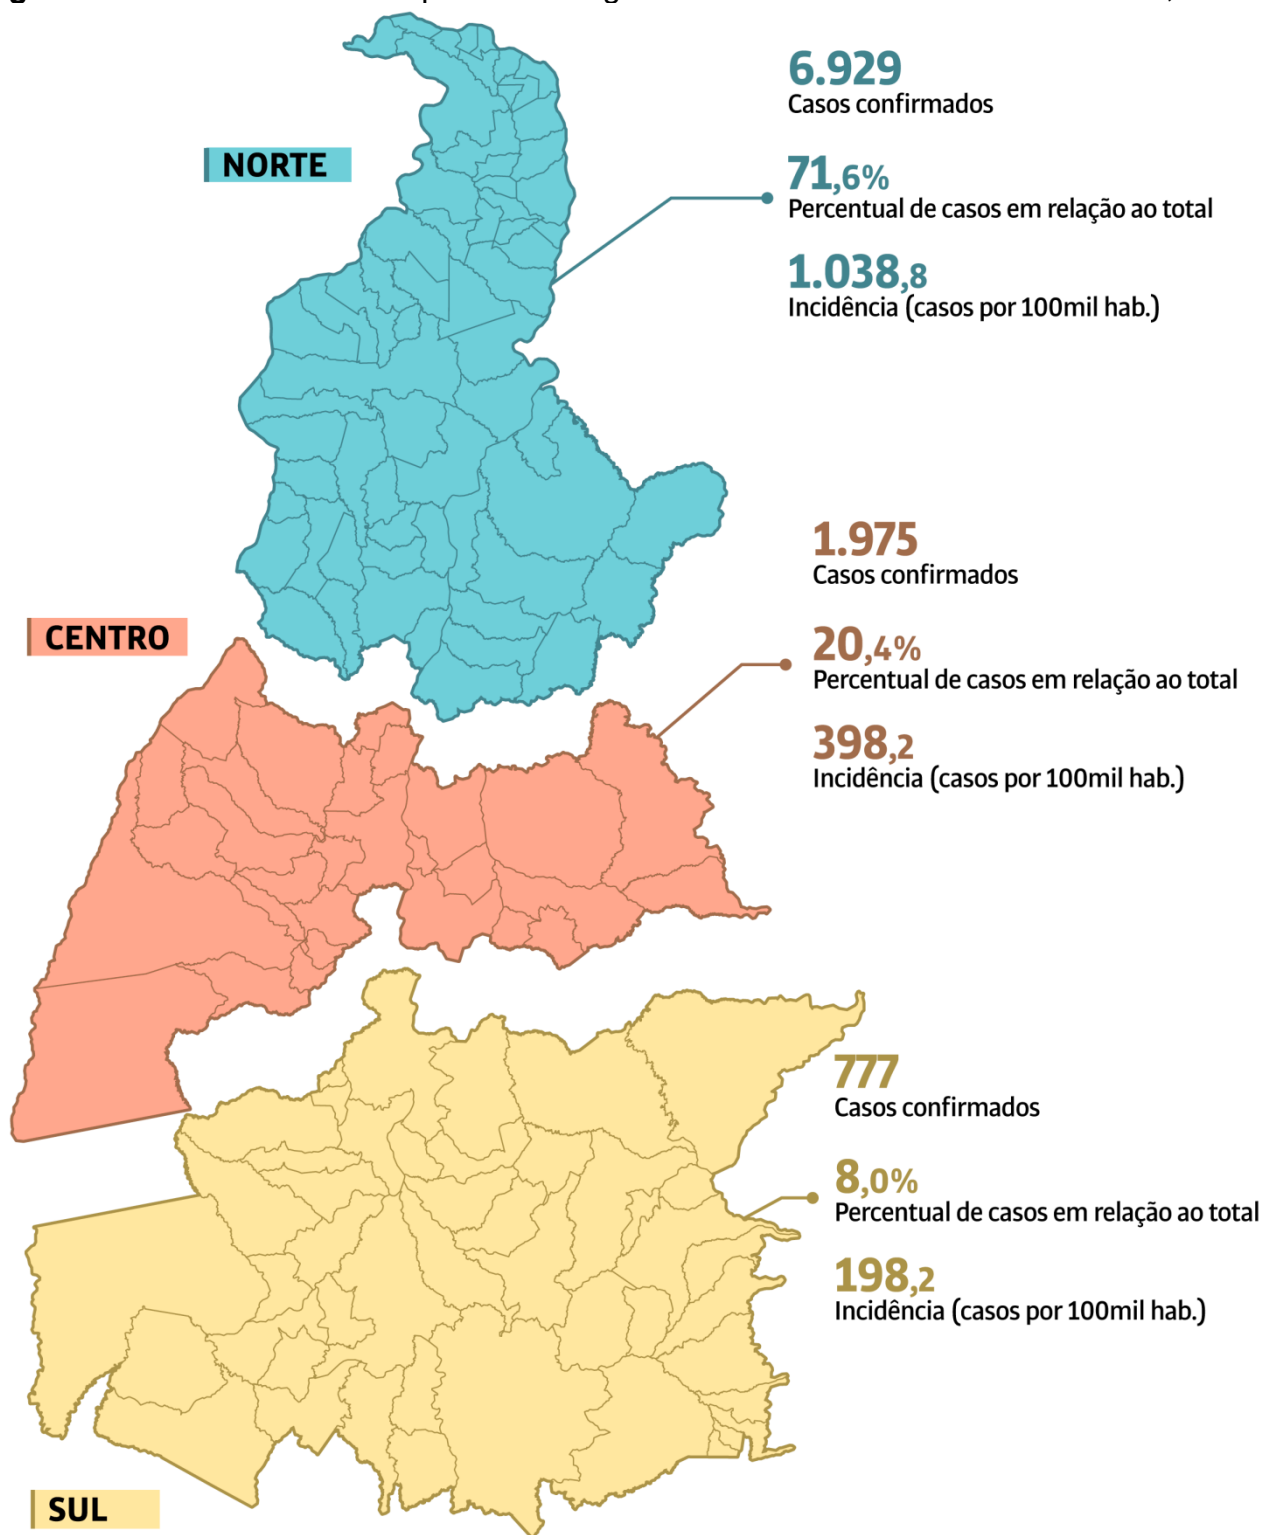 NORTE
6.929
Casos confirmados
71,6%
Percentual de casos em relação ao total
1.038,8
Incidência (casos por 100mil hab.)
CENTRO
1.975
Casos confirmados
20,4%
Percentual de casos em relação ao total
398,2
Incidência (casos por 100mil hab.)
777
Casos confirmados
8,0%
Percentual de casos em relação ao total
198,2
Incidência (casos por 100mil hab.)
SUL